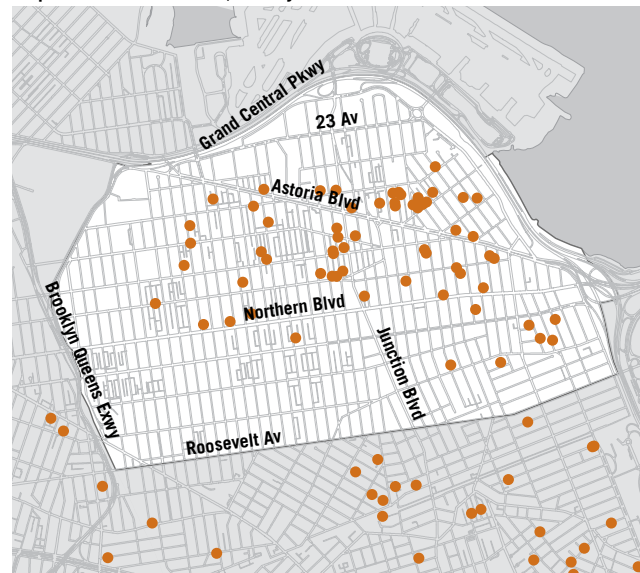 Grand Central Pkwy
23 Av
Astoria Blvd
Northern Blvd
Brooklyn Queens Exwy
Junction Blvd
Roosevelt Av